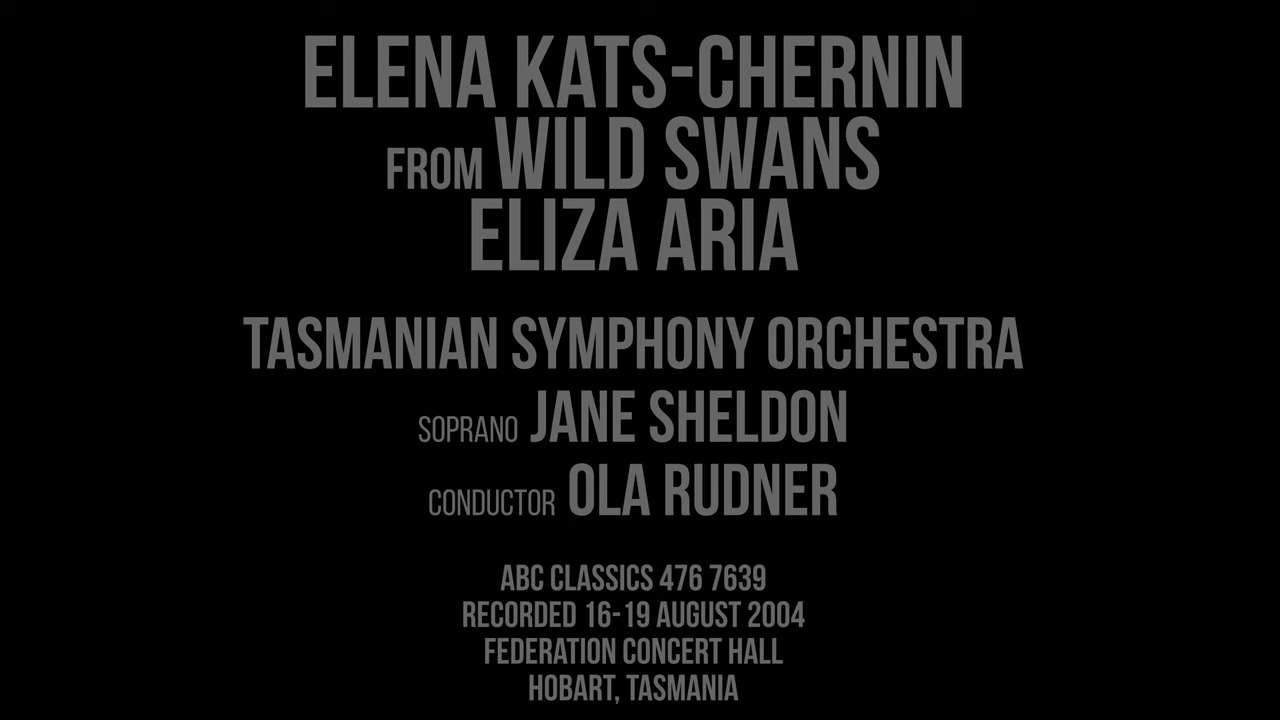 ELENA KATS-CHERNIN
FROM WILD SWANS
ELIZA ARIA
TASMANIAN SYMPHONY ORCHESTRA
SOPRANO JANE SHELDON
CONDUCTOR OLA RUDNER
ABC CLASSICS 476 7639
RECORDED 16-19 AUGUST 2004
FEDERATION CONCERT HALL
HOBART, TASMANIA